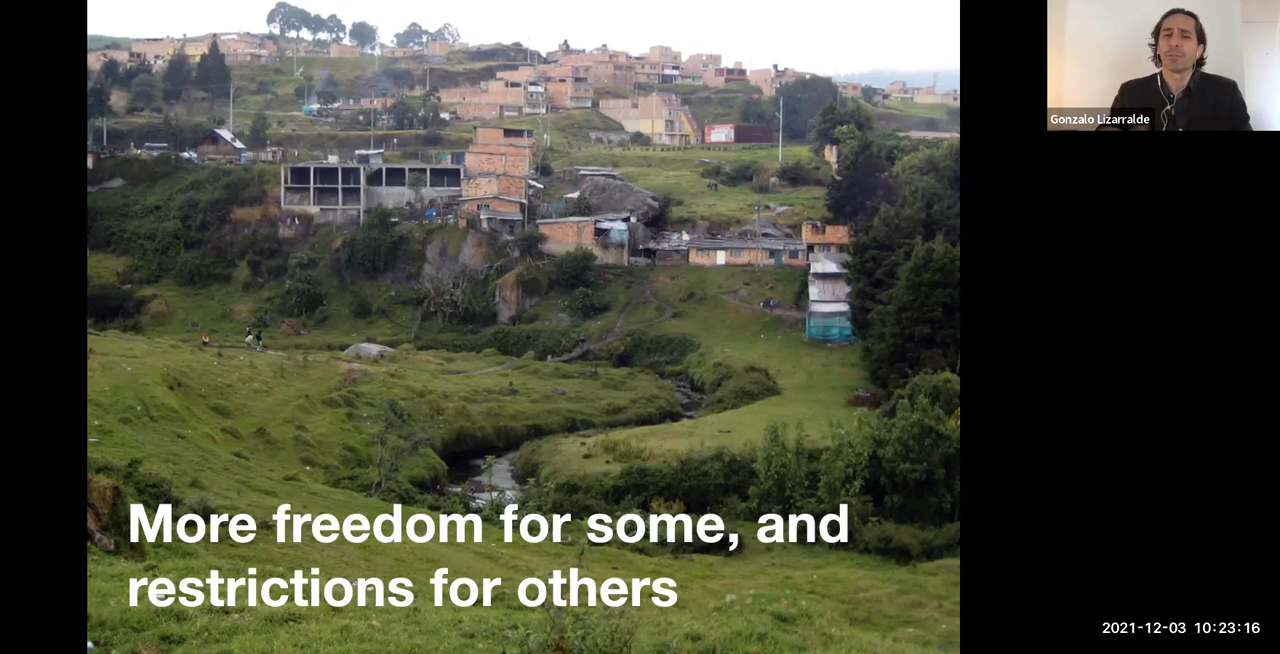 Gonzalo Lizarralde
More freedom for some, and
restrictions for others
2021-12-03 10:23:16